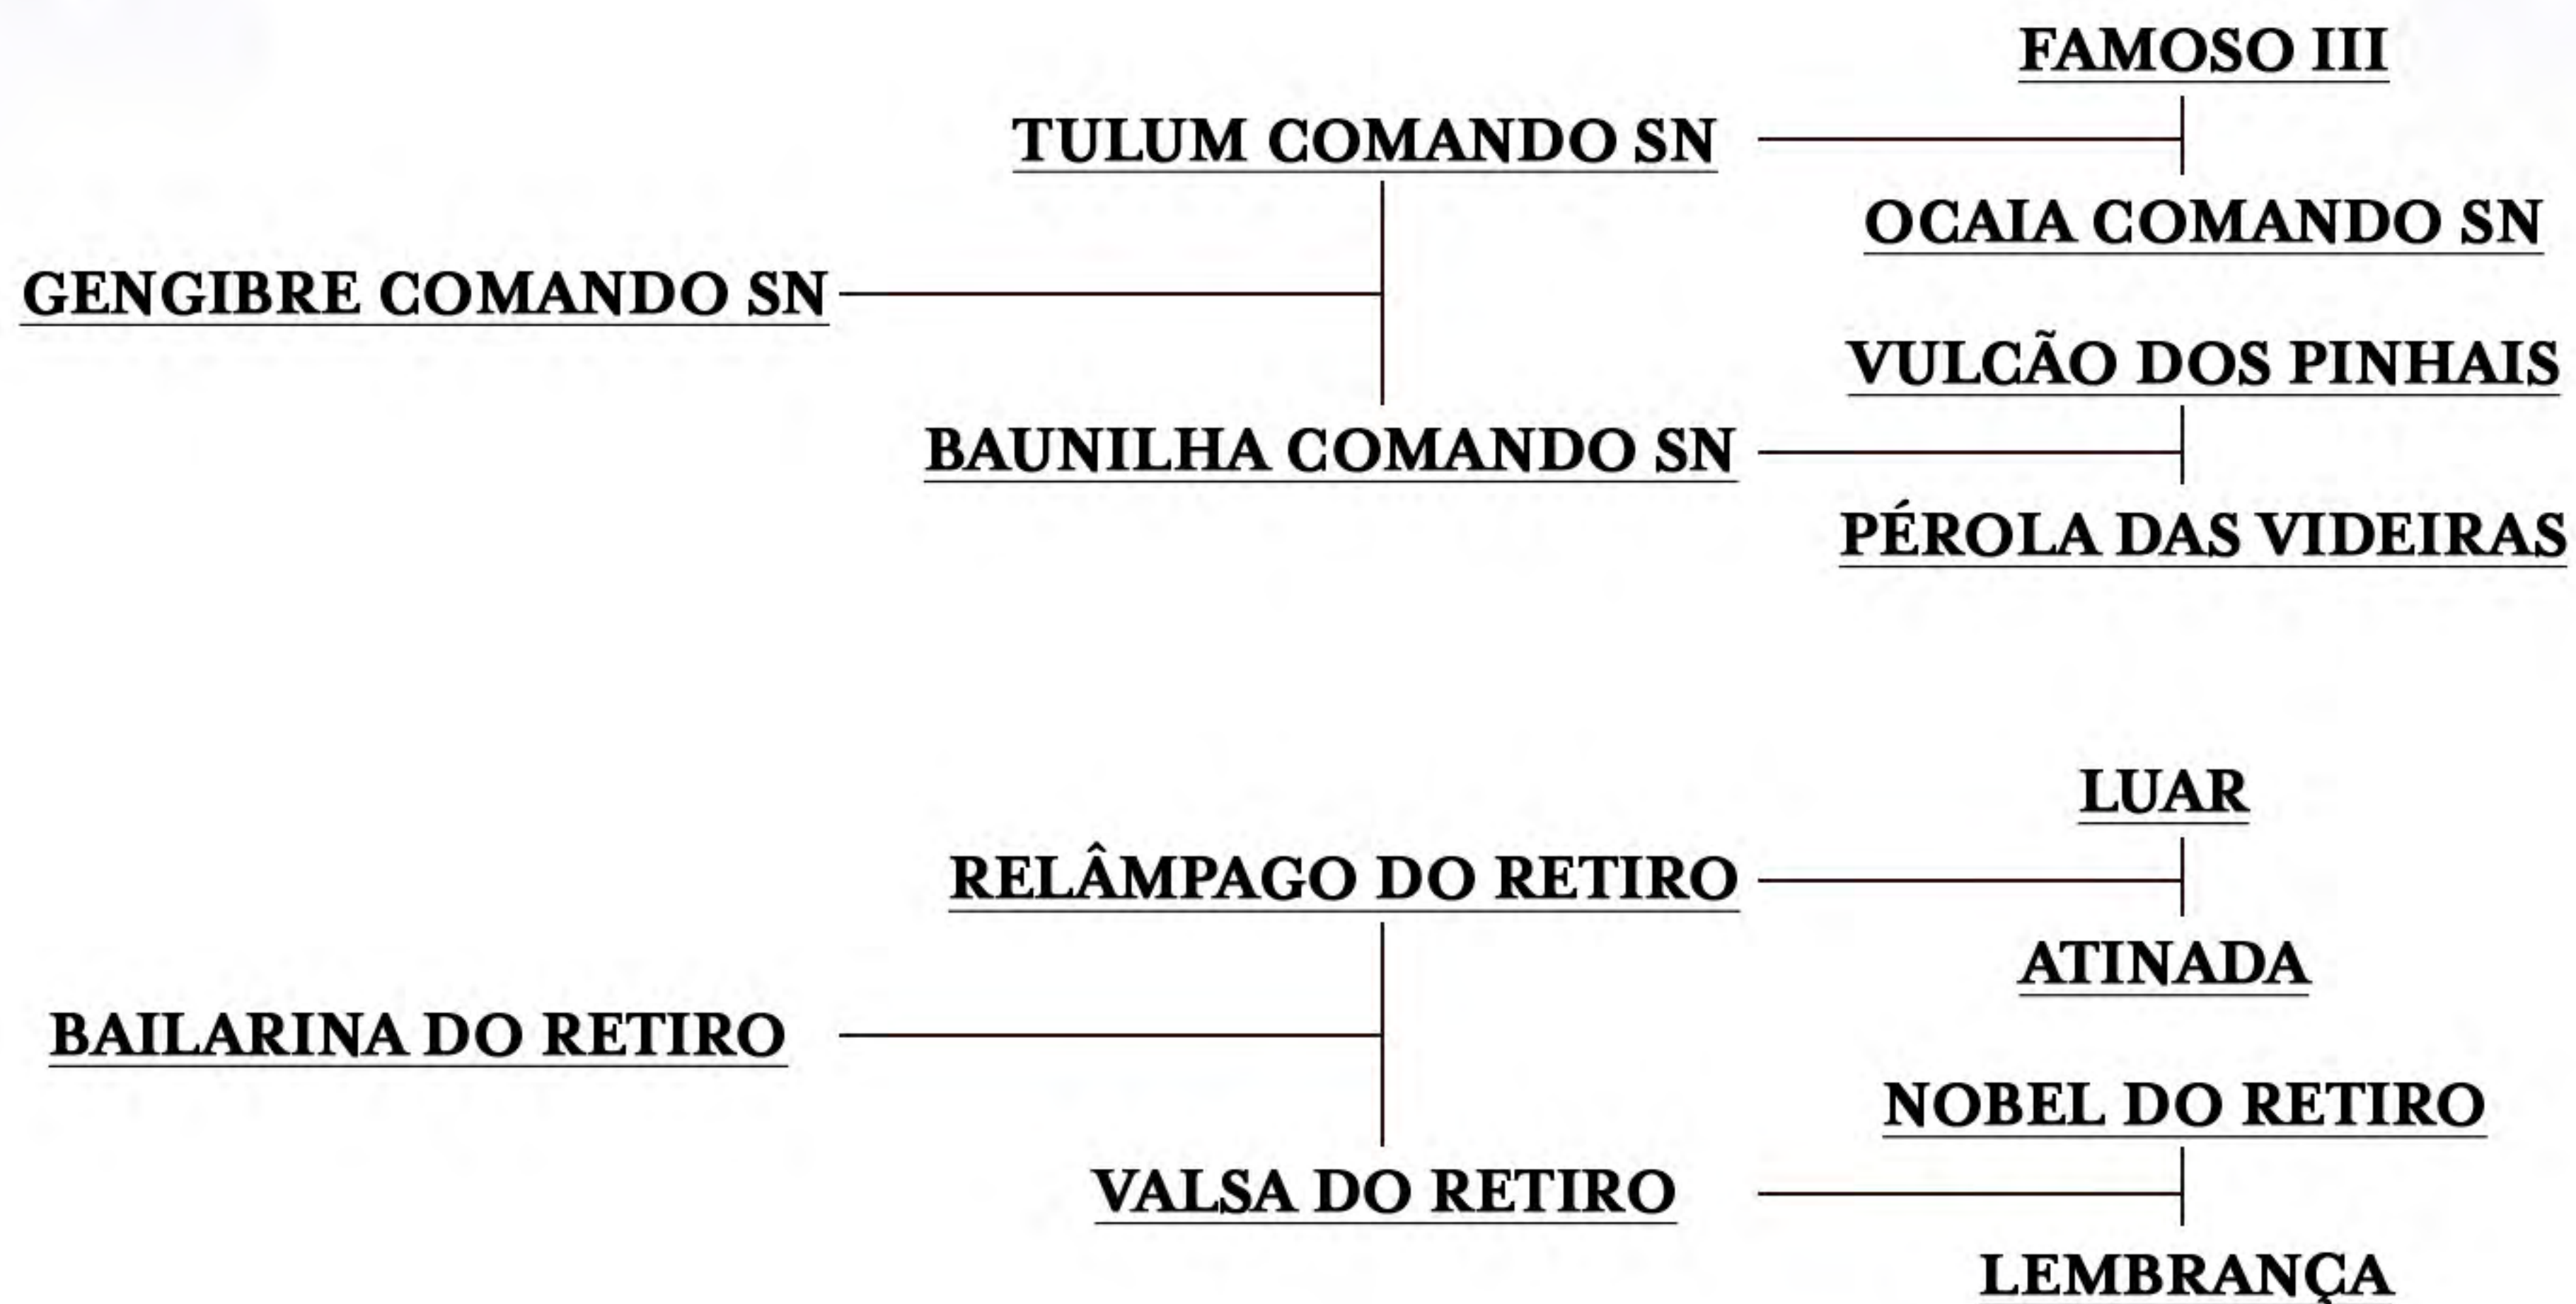 FAMOSO III
TULUM COMANDO SN
OCAIA COMANDO SN
GENGIBRE COMANDO SN
VULCÃO DOS PINHAIS
BAUNILHA COMANDO SN
PÉROLA DAS VIDEIRAS
LUAR
RELÂMPAGO DO RETIRO
ATINADA
BAILARINA DO RETIRO
NOBEL DO RETIRO
VALSA DO RETIRO
LEMBRANÇA